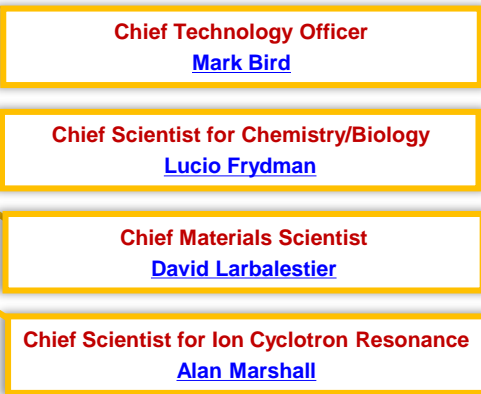 Chief Technology Officer
Mark Bird
Chief Scientist for Chemistry/Biology
Lucio Frydman
Chief Materials Scientist
David Larbalestier
Chief Scientist for Ion Cyclotron Resonance
Alan Marshall